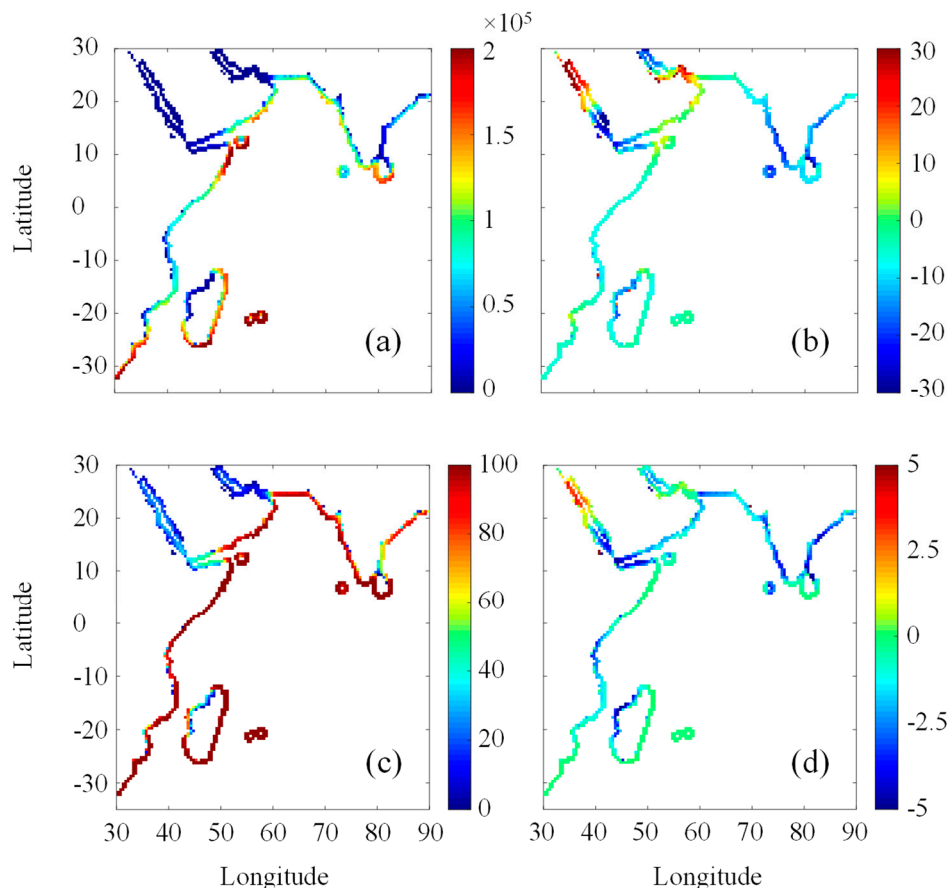 ×10⁵
30 2 30 30
20 20
20 1.5
10 10
Latitude 0 1 0
-10 -10
0.5
-20 -20
-30 (a) 0 (b) -30
30 100 30 5
20 80 20
10 10 2.5
60
Latitude 0 0
40
-10 -10
-20 20 -20 -2.5
-30 (c) 0 (d) -5
30 40 50 60 70 80 90 30 40 50 60 70 80 90
Longitude Longitude